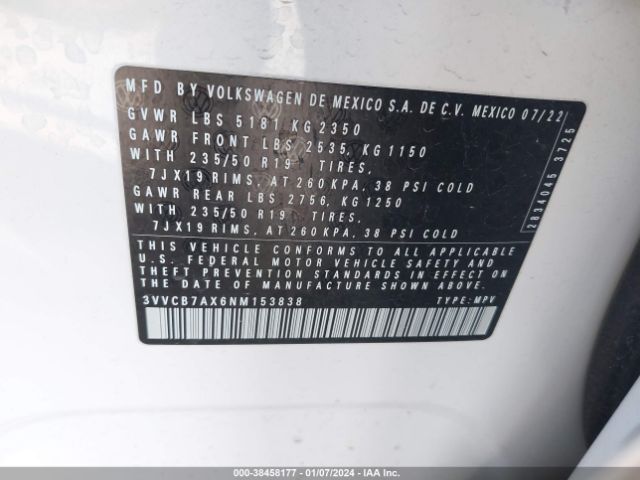 MFD BY VOLKSWAGEN DE MEXICO S.A. DE C.V. MEXICO 07/22
GVWR LBS 5181 KG 2350
GAWR FRONT LBS 2535, KG 1150
WITH 235/50 R19 TIRES,
7JX19 RIMS, AT 260KPA, 38 PSI COLD
GAWR REAR LBS 2756, KG 1250
WITH 235/50 R19 TIRES,
7JX19 RIMS, AT 260KPA, 38 PSI COLD
THIS VEHICLE CONFORMS TO ALL APPLICABLE
U.S. FEDERAL MOTOR VEHICLE SAFETY AND
THEFT PREVENTION STANDARDS IN EFFECT ON
THE DATE OF MANUFACTURE SHOWN ABOVE.
3VVCB7AX6NM153838 TYPE: MPV
2834045 3725
000-38458177 - 01/07/2024 - IAA Inc.